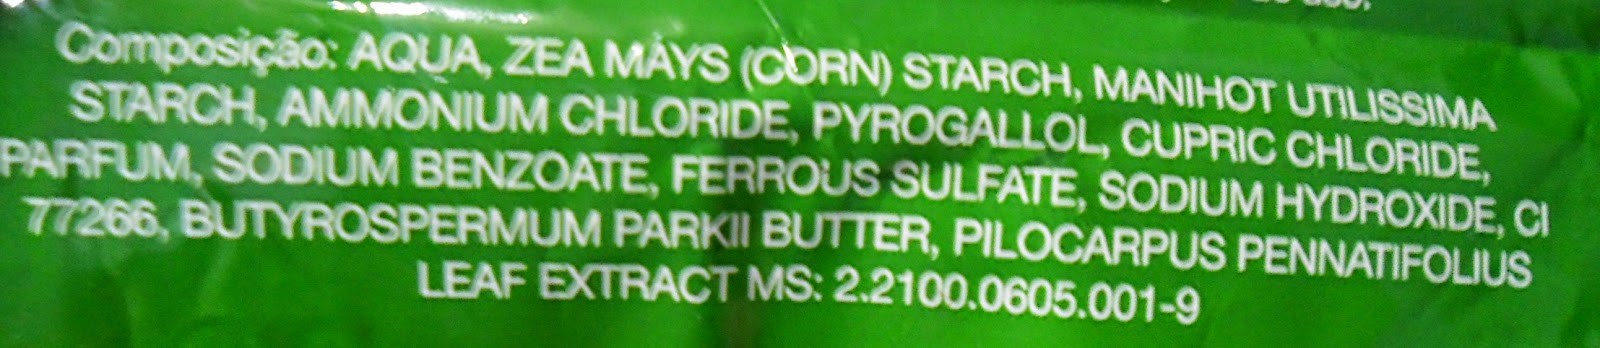 Composição: AQUA, ZEA MAYS (CORN) STARCH, MANIHOT UTILISSIMA
STARCH, AMMONIUM CHLORIDE, PYROGALLOL, CUPRIC CHLORIDE,
PARFUM, SODIUM BENZOATE, FERROUS SULFATE, SODIUM HYDROXIDE, CI
77266, BUTYROSPERMUM PARKII BUTTER, PILOCARPUS PENNATIFOLIUS
LEAF EXTRACT MS: 2.2100.0605.001-9